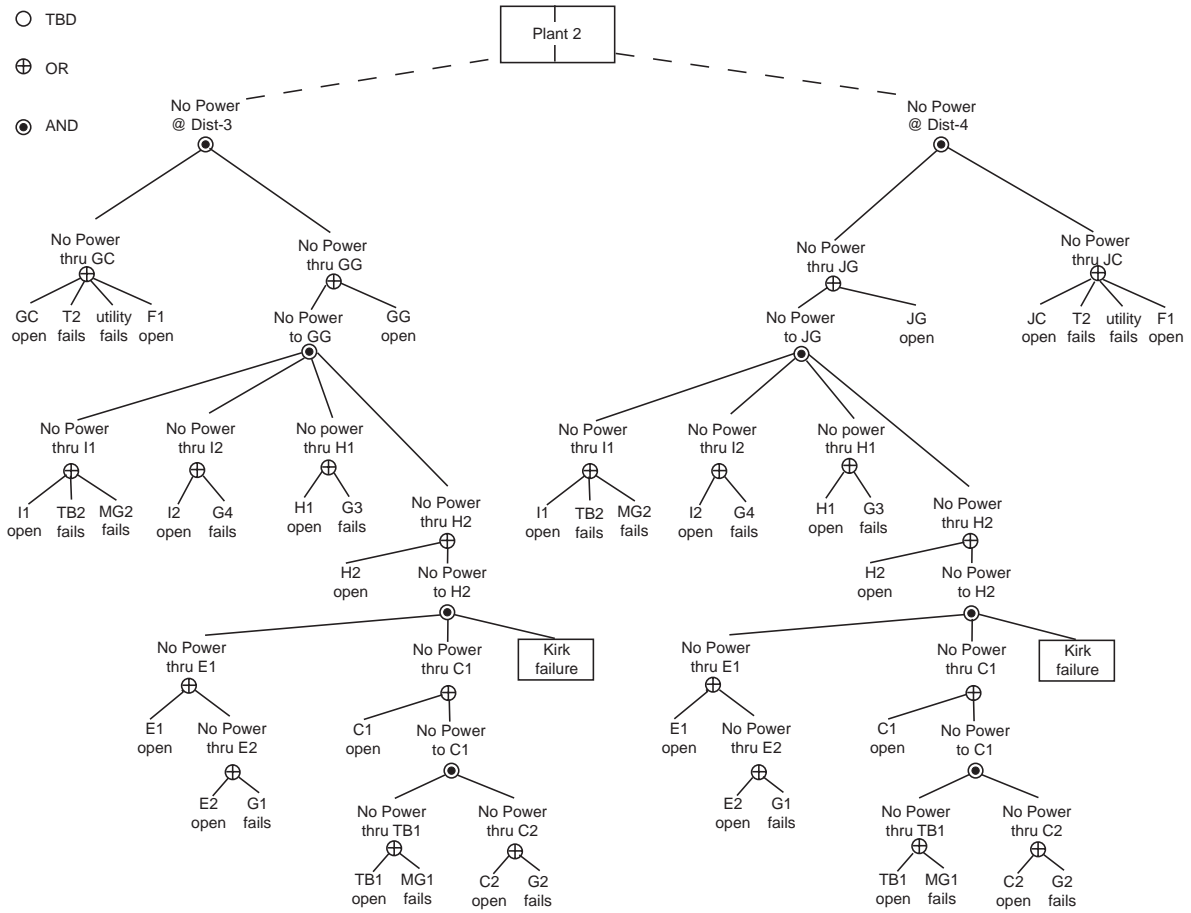 TBD
OR
AND
Plant 2
No Power
@ Dist-3
No Power
@ Dist-4
No Power
thru GC
No Power
thru GG
No Power
thru JG
No Power
thru JC
GC
open
T2
fails
utility
fails
F1
open
No Power
to GG
GG
open
No Power
to JG
JG
open
JC
open
T2
fails
utility
fails
F1
open
No Power
thru I1
No Power
thru I2
No power
thru H1
No Power
thru H2
No Power
thru I1
No Power
thru I2
No power
thru H1
No Power
thru H2
I1
open
TB2
fails
MG2
fails
I2
open
G4
fails
H1
open
G3
fails
I1
open
TB2
fails
MG2
fails
I2
open
G4
fails
H1
open
G3
fails
H2
open
No Power
to H2
H2
open
No Power
to H2
No Power
thru E1
No Power
thru C1
Kirk
failure
No Power
thru E1
No Power
thru C1
Kirk
failure
E1
open
No Power
thru E2
C1
open
No Power
to C1
E1
open
No Power
thru E2
C1
open
No Power
to C1
E2
open
G1
fails
No Power
thru TB1
No Power
thru C2
E2
open
G1
fails
No Power
thru TB1
No Power
thru C2
TB1
open
MG1
fails
C2
open
G2
fails
TB1
open
MG1
fails
C2
open
G2
fails